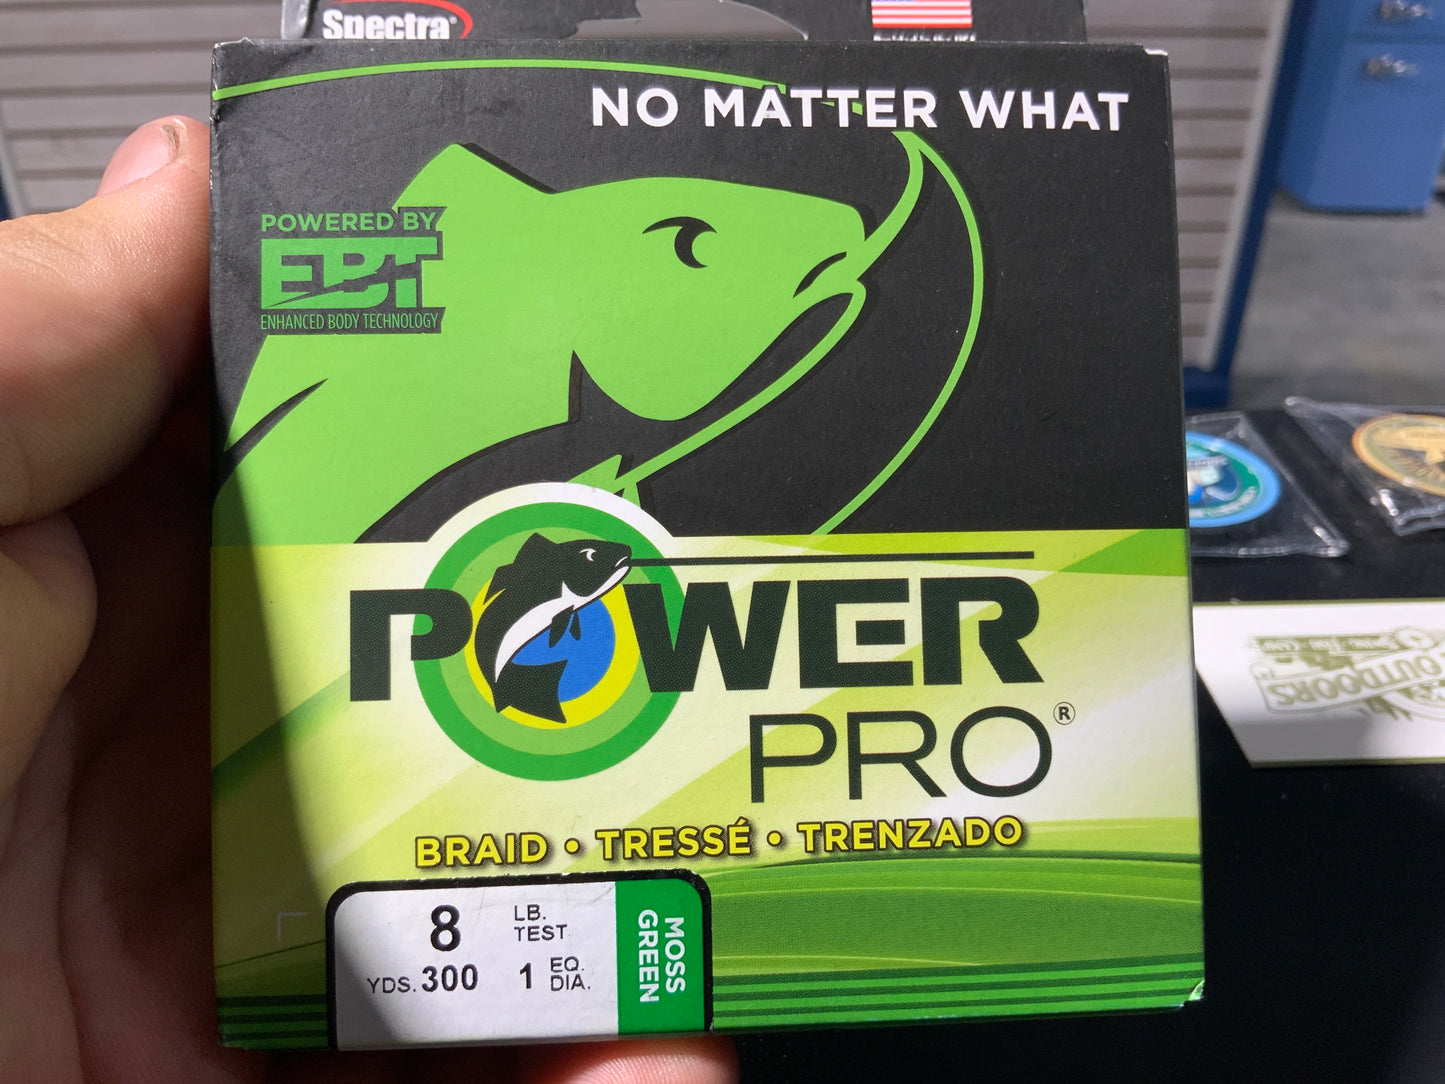 Spectra®
NO MATTER WHAT
POWERED BY
EBT
ENHANCED BODY TECHNOLOGY
POWER
PRO®
BRAID • TRESSÉ • TRENZADO
8 LB. TEST
YDS. 300 1 EQ. DIA.
MOSS GREEN
OUTDOORS